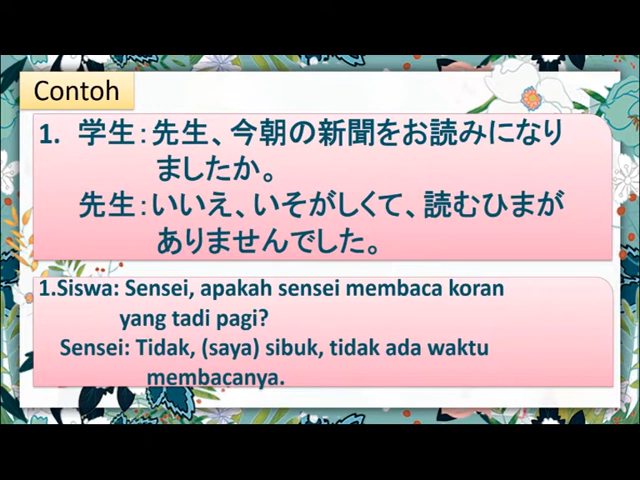 Contoh
1. 学生：先生、今朝の新聞をお読みになり
ましたか。
先生：いいえ、いそがしくて、読むひまが
ありませんでした。
1.Siswa: Sensei, apakah sensei membaca koran
yang tadi pagi?
Sensei: Tidak, (saya) sibuk, tidak ada waktu
membacanya.